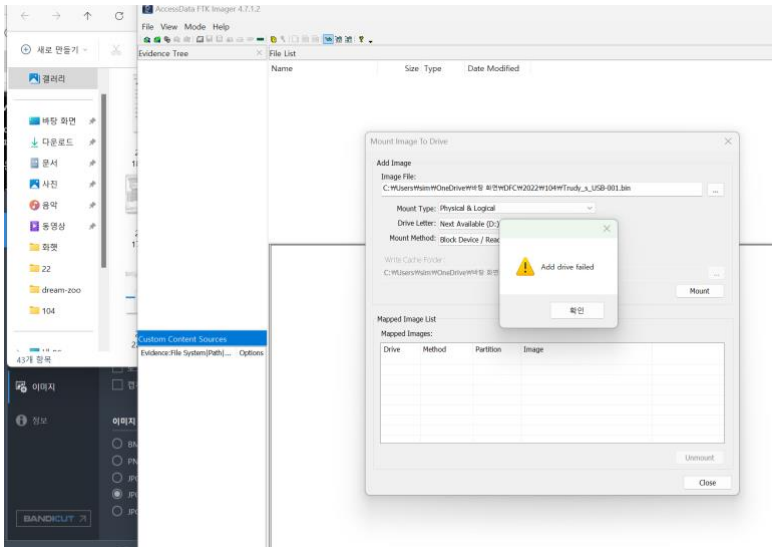 AccessData FTK Imager 4.7.1.2
File View Mode Help
새로 만들기
Evidence Tree
File List
Name Size Type Date Modified
갤러리
바탕 화면
다운로드
문서
사진
음악
동영상
화햇
22
dream-zoo
104
43개 항목
Custom Content Sources
Evidence:File System|Path|... Options
Mount Image To Drive
Add Image
Image File:
C:₩Users₩sim₩OneDrive₩바탕 화면₩DFC₩2022₩104₩Trudy_s_USB-001.bin
...
Mount Type: Physical & Logical
Drive Letter: Next Available (D:)
Mount Method: Block Device / Read
Write Cache Folder:
C:₩Users₩sim₩OneDrive₩바탕 화면
...
Mount
Add drive failed
확인
Mapped Image List
Mapped Images:
Drive Method Partition Image
Unmount
Close
이미지
정보
이미지
BANDICUT